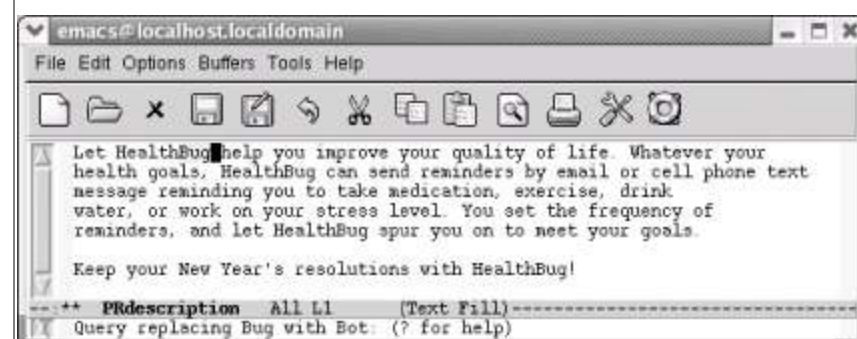 emacs@localhost.localdomain
File Edit Options Buffers Tools Help
Let HealthBug help you improve your quality of life. Whatever your
health goals, HealthBug can send reminders by email or cell phone text
message reminding you to take medication, exercise, drink
water, or work on your stress level. You set the frequency of
reminders, and let HealthBug spur you on to meet your goals.
Keep your New Year's resolutions with HealthBug!
--:** PRdescription All L1 (Text Fill)--------------------------------------
Query replacing Bug with Bot: (? for help)